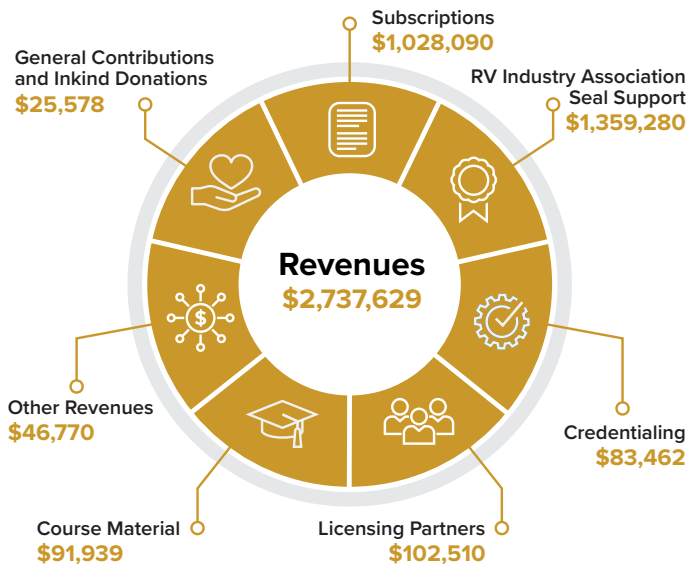 Subscriptions
$1,028,090
General Contributions
and Inkind Donations
$25,578
RV Industry Association
Seal Support
$1,359,280
Revenues
$2,737,629
$
Other Revenues
$46,770
Credentialing
$83,462
Course Material
$91,939
Licensing Partners
$102,510